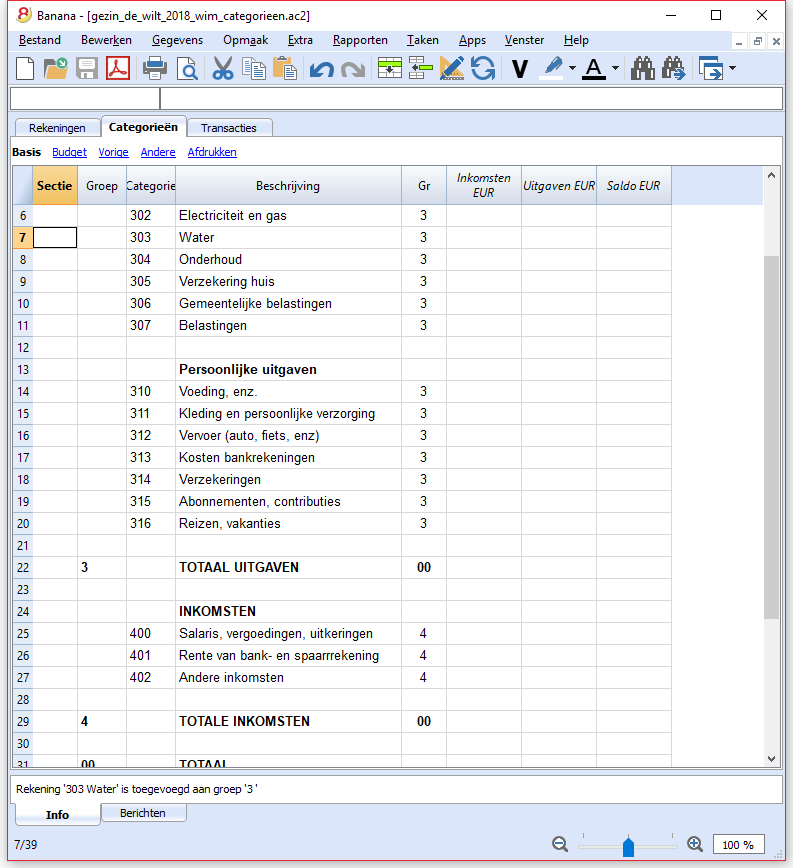 Banana - [gezin_de_wilt_2018_wim_categorieen.ac2]
Bestand Bewerken Gegevens Opmaak Extra Rapporten Taken Apps Venster Help
Rekeningen Categorieën Transacties
Basis Budget Vorige Andere Afdrukken
Sectie Groep Categorie Beschrijving Gr Inkomsten EUR Uitgaven EUR Saldo EUR
6 302 Electriciteit en gas 3
7 303 Water 3
8 304 Onderhoud 3
9 305 Verzekering huis 3
10 306 Gemeentelijke belastingen 3
11 307 Belastingen 3
12
13 Persoonlijke uitgaven
14 310 Voeding, enz. 3
15 311 Kleding en persoonlijke verzorging 3
16 312 Vervoer (auto, fiets, enz) 3
17 313 Kosten bankrekeningen 3
18 314 Verzekeringen 3
19 315 Abonnementen, contributies 3
20 316 Reizen, vakanties 3
21
22 3 TOTAAL UITGAVEN 00
23
24 INKOMSTEN
25 400 Salaris, vergoedingen, uitkeringen 4
26 401 Rente van bank- en spaarrrekening 4
27 402 Andere inkomsten 4
28
29 4 TOTALE INKOMSTEN 00
30
31 00 TOTAAL
Rekening '303 Water' is toegevoegd aan groep '3 '
Info Berichten
7/39 100 %